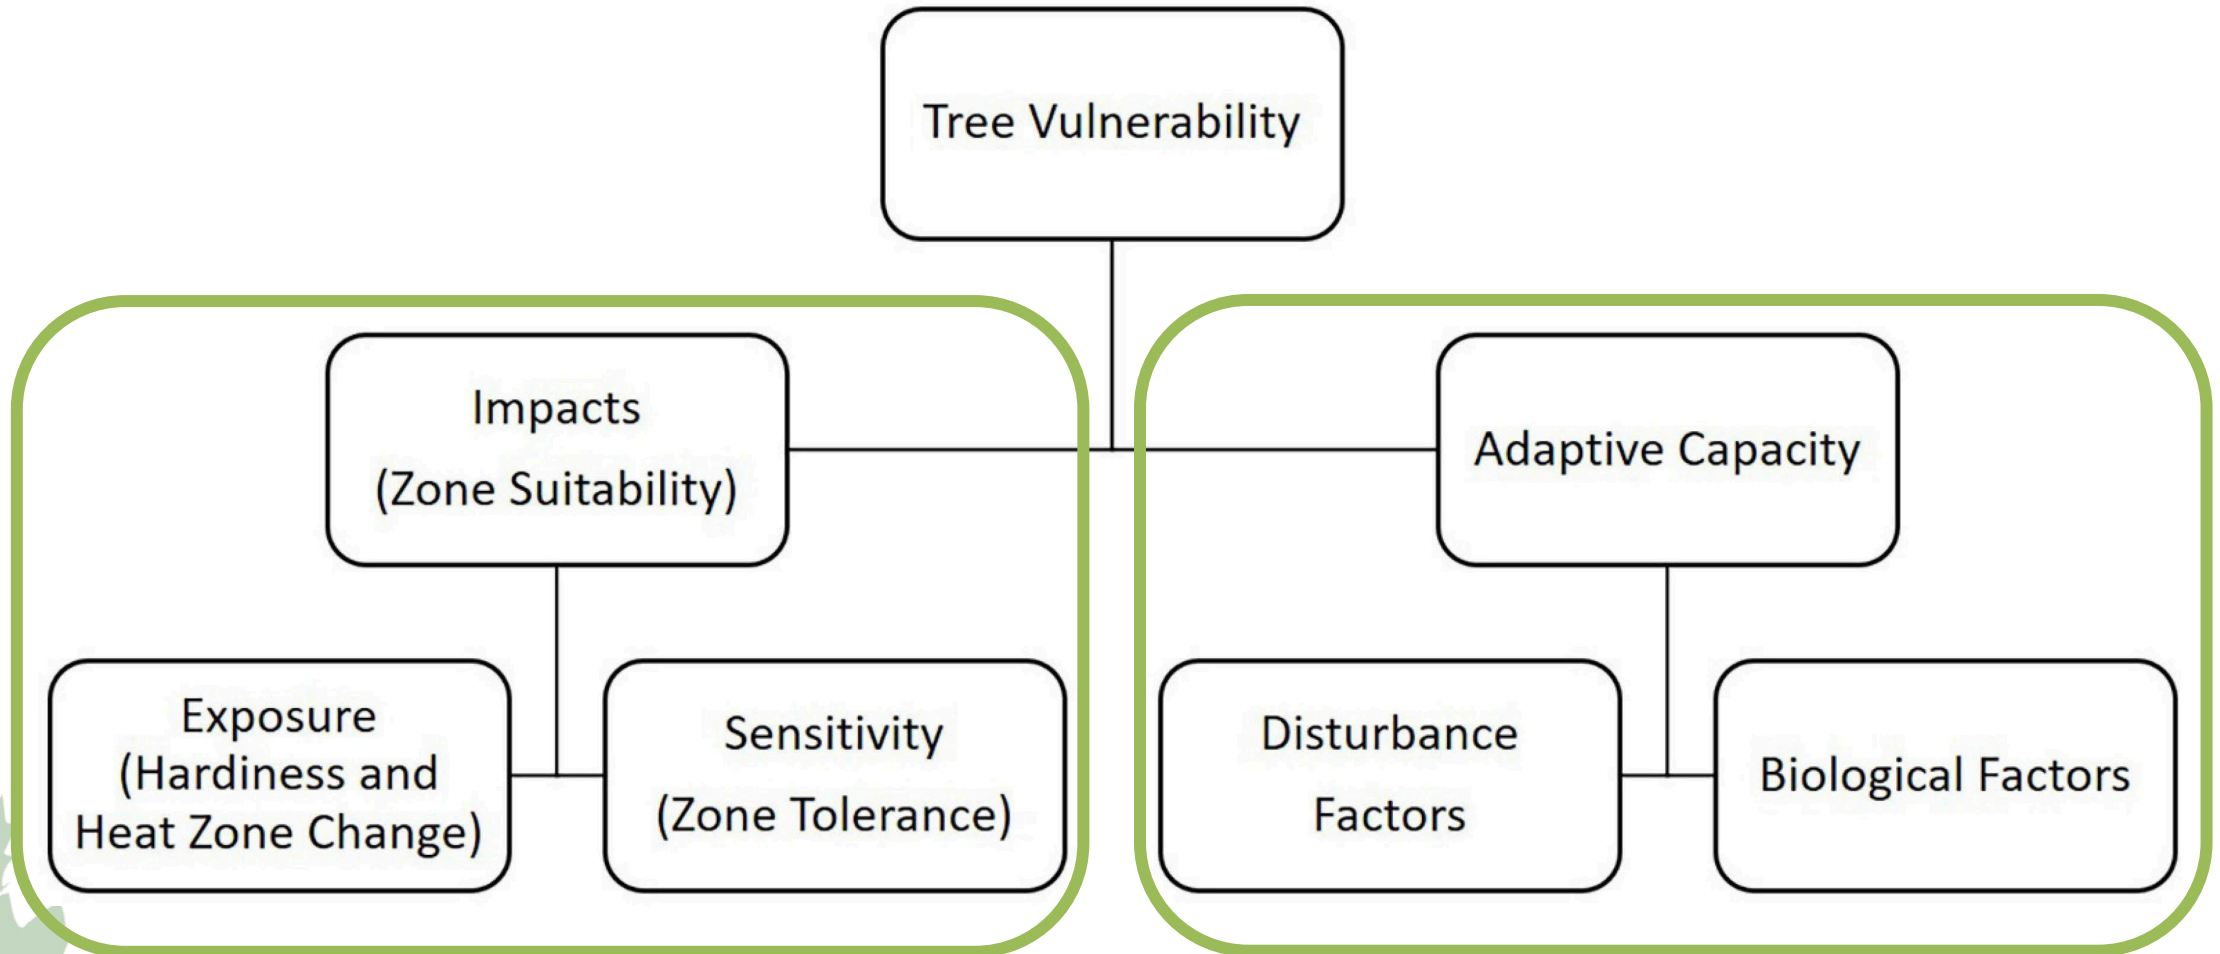 Tree Vulnerability
Impacts
(Zone Suitability)
Adaptive Capacity
Exposure
(Hardiness and
Heat Zone Change)
Sensitivity
(Zone Tolerance)
Disturbance
Factors
Biological Factors